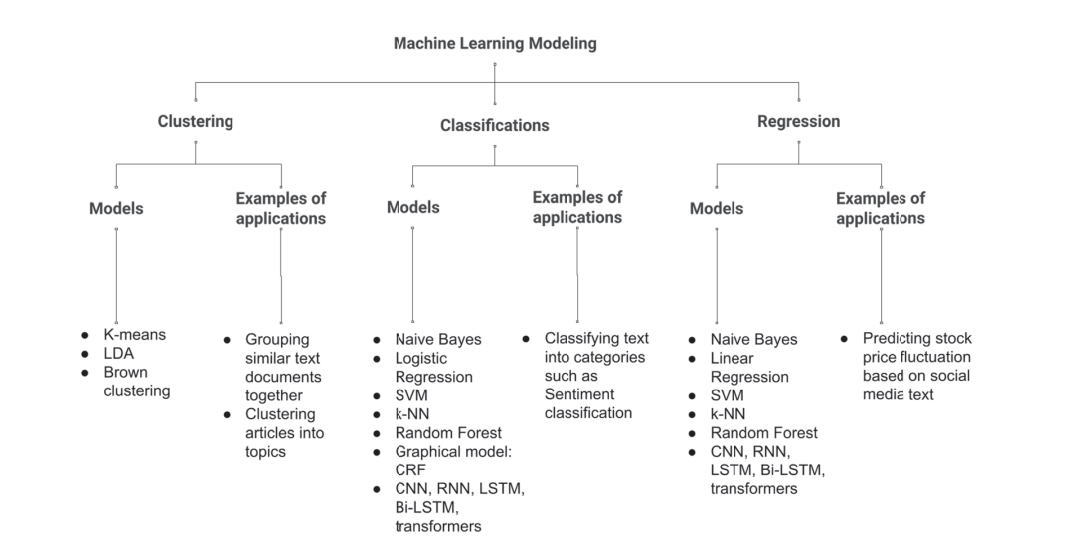 Machine Learning Modeling
Clustering
Classifications
Regression
Models
Examples of
applications
Models
Examples of
applications
Models
Examples of
applications
● K-means
● LDA
● Brown
clustering
● Grouping
similar text
documents
together
● Clustering
articles into
topics
● Naive Bayes
● Logistic
Regression
● SVM
● k-NN
● Random Forest
● Graphical model:
CRF
● CNN, RNN, LSTM,
Bi-LSTM,
transformers
● Classifying text
into categories
such as
Sentiment
classification
● Naive Bayes
● Linear
Regression
● SVM
● k-NN
● Random Forest
● CNN, RNN,
LSTM, Bi-LSTM,
transformers
● Predicting stock
price fluctuation
based on social
media text